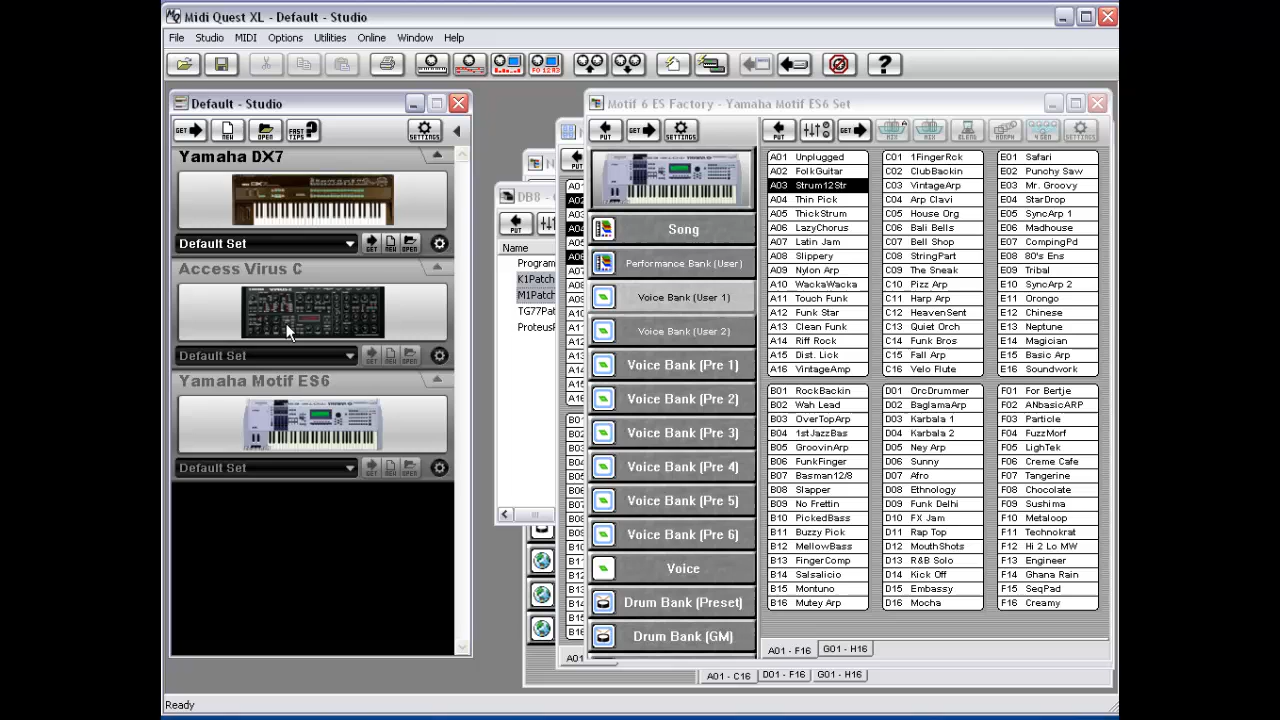 Midi Quest XL - Default - Studio
File Studio MIDI Options Utilities Online Window Help
Default - Studio
GET NEW OPEN FAST TIPS SETTINGS
Yamaha DX7
Default Set
GET NEW OPEN
Access Virus C
Default Set
GET NEW OPEN
Yamaha Motif ES6
Default Set
GET NEW OPEN
DB8 -
PUT
Name
Program
K1Patch
M1Patch
TG77Pat
ProteusF
Motif 6 ES Factory - Yamaha Motif ES6 Set
PUT GET SETTINGS
Song
Performance Bank (User)
Voice Bank (User 1)
Voice Bank (User 2)
Voice Bank (Pre 1)
Voice Bank (Pre 2)
Voice Bank (Pre 3)
Voice Bank (Pre 4)
Voice Bank (Pre 5)
Voice Bank (Pre 6)
Voice
Drum Bank (Preset)
Drum Bank (GM)
PUT GET MIX MIX BLEND MORPH 4 GEN SETTINGS
A01 Unplugged
A02 FolkGuitar
A03 Strum12Str
A04 Thin Pick
A05 ThickStrum
A06 LazyChorus
A07 Latin Jam
A08 Slippery
A09 Nylon Arp
A10 WackaWacka
A11 Touch Funk
A12 Funk Star
A13 Clean Funk
A14 Riff Rock
A15 Dist. Lick
A16 VintageAmp
B01 RockBackin
B02 Wah Lead
B03 OverTopArp
B04 1stJazzBas
B05 GroovinArp
B06 FunkFinger
B07 Basman12/8
B08 Slapper
B09 No Frettin
B10 PickedBass
B11 Buzzy Pick
B12 MellowBass
B13 FingerComp
B14 Salsalicio
B15 Montuno
B16 Mutey Arp
C01 1FingerRck
C02 ClubBackin
C03 VintageArp
C04 Arp Clavi
C05 House Org
C06 Bali Bells
C07 Bell Shop
C08 StringPart
C09 The Sneak
C10 Pizz Arp
C11 Harp Arp
C12 HarpsenArp
C13 Quiet Orch
C14 Funk Bros
C15 Fall Arp
C16 Velo Flute
D01 OrcDrummer
D02 BaglamaArp
D03 Karbala 1
D04 Karbala 2
D05 Ney Arp
D06 Sunny
D07 Afro
D08 Ethnology
D09 Funk Delhi
D10 FX Jam
D11 Rap Top
D12 MouthShots
D13 R&B Solo
D14 Kick Off
D15 Embassy
D16 Mocha
E01 Safari
E02 Punchy Saw
E03 Mr. Groovy
E04 StarDrop
E05 SyncArp 1
E06 Madhouse
E07 CompingPd
E08 80's Ens
E09 Tribal
E10 SyncArp 2
E11 Orongo
E12 Chinese
E13 Neptune
E14 Magician
E15 Basic Arp
E16 Soundwork
F01 For Bertje
F02 ANbasicARP
F03 Particle
F04 FuzzMorf
F05 LighTek
F06 Creme Cafe
F07 Tangerine
F08 Chocolate
F09 Sushima
F10 Metaloop
F11 Technokrat
F12 Hi 2 Lo MW
F13 Engineer
F14 Ghana Rain
F15 SeqPad
F16 Creamy
A01 - F16 G01 - H16
A01 - C16 D01 - F16 G01 - H16
Ready